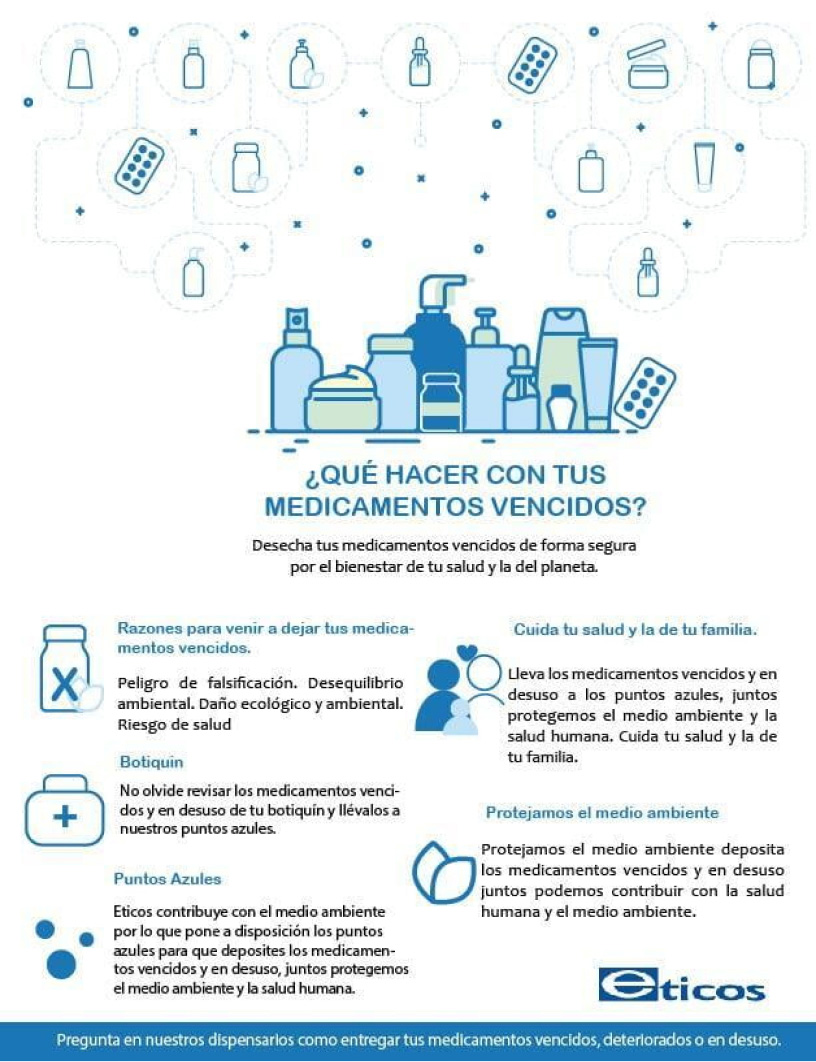 ¿QUÉ HACER CON TUS
MEDICAMENTOS VENCIDOS?
Desecha tus medicamentos vencidos de forma segura
por el bienestar de tu salud y la del planeta.
Razones para venir a dejar tus medica-
mentos vencidos.
Peligro de falsificación. Desequilibrio
ambiental. Daño ecológico y ambiental.
Riesgo de salud
Botiquín
No olvide revisar los medicamentos venci-
dos y en desuso de tu botiquín y llévalos a
nuestros puntos azules.
Puntos Azules
Eticos contribuye con el medio ambiente
por lo que pone a disposición los puntos
azules para que deposites los medicamen-
tos vencidos y en desuso, juntos protegemos
el medio ambiente y la salud humana.
Cuida tu salud y la de tu familia.
Lleva los medicamentos vencidos y en
desuso a los puntos azules, juntos
protegemos el medio ambiente y la
salud humana. Cuida tu salud y la de
tu familia.
Protejamos el medio ambiente
Protejamos el medio ambiente deposita
los medicamentos vencidos y en desuso
juntos podemos contribuir con la salud
humana y el medio ambiente.
eticos
Pregunta en nuestros dispensarios como entregar tus medicamentos vencidos, deteriorados o en desuso.